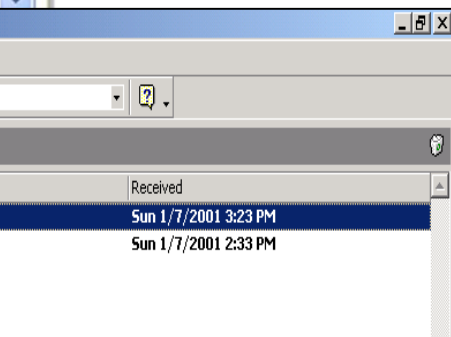 Received
Sun 1/7/2001 3:23 PM
Sun 1/7/2001 2:33 PM